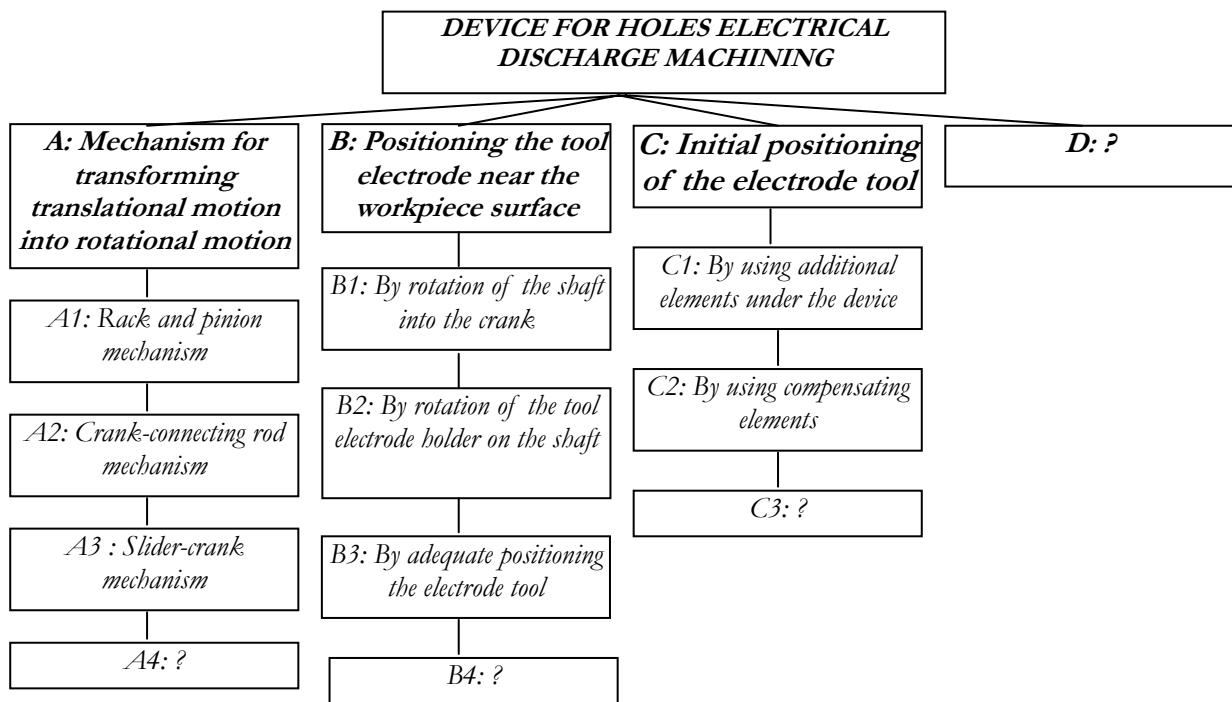 DEVICE FOR HOLES ELECTRICAL
DISCHARGE MACHINING
A: Mechanism for
transforming
translational motion
into rotational motion
A1: Rack and pinion
mechanism
A2: Crank-connecting rod
mechanism
A3 : Slider-crank
mechanism
A4: ?
B: Positioning the tool
electrode near the
workpiece surface
B1: By rotation of the shaft
into the crank
B2: By rotation of the tool
electrode holder on the shaft
B3: By adequate positioning
the electrode tool
B4: ?
C: Initial positioning
of the electrode tool
C1: By using additional
elements under the device
C2: By using compensating
elements
C3: ?
D: ?